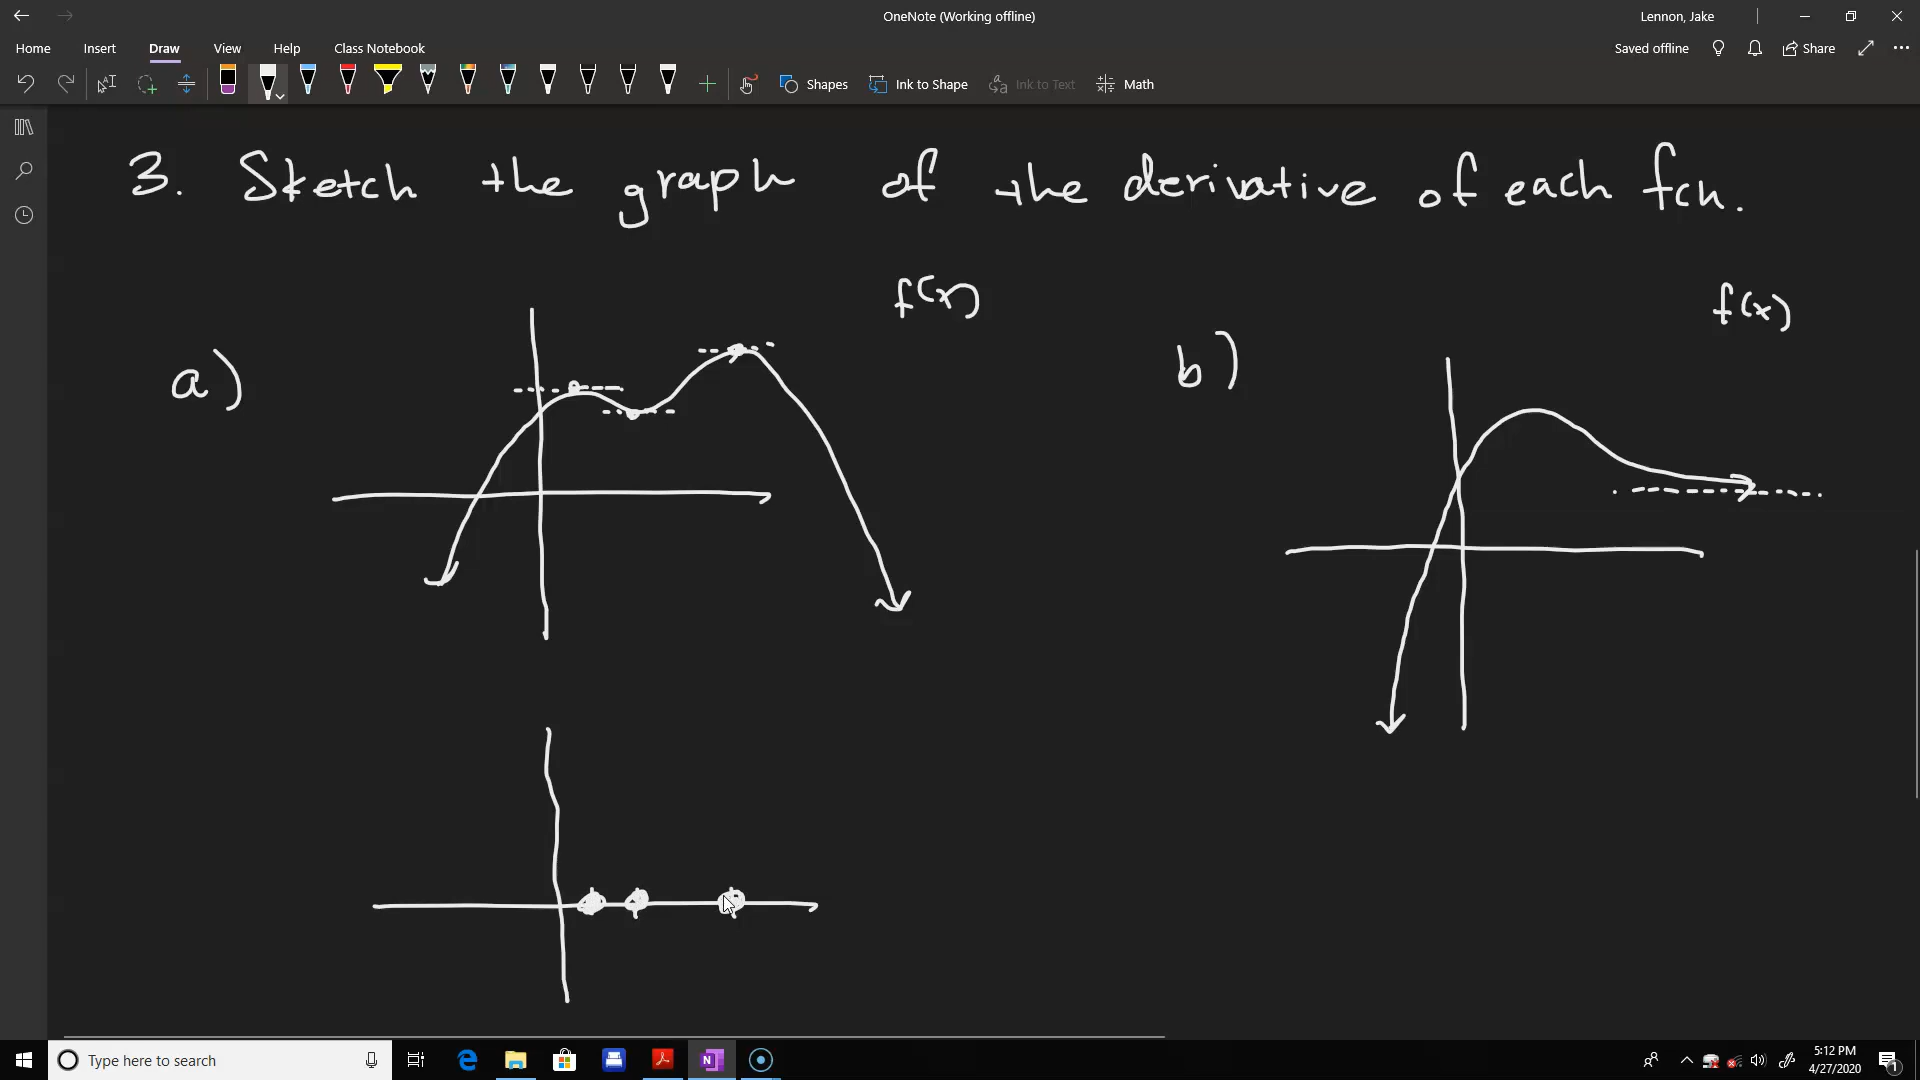 OneNote (Working offline)
Lennon, Jake
Home Insert Draw View Help Class Notebook
Saved offline Share
Shapes Ink to Shape Ink to Text Math
3. Sketch the graph of the derivative of each fcn.
f(x)
f(x)
a)
b)
Type here to search
5:12 PM
4/27/2020
1